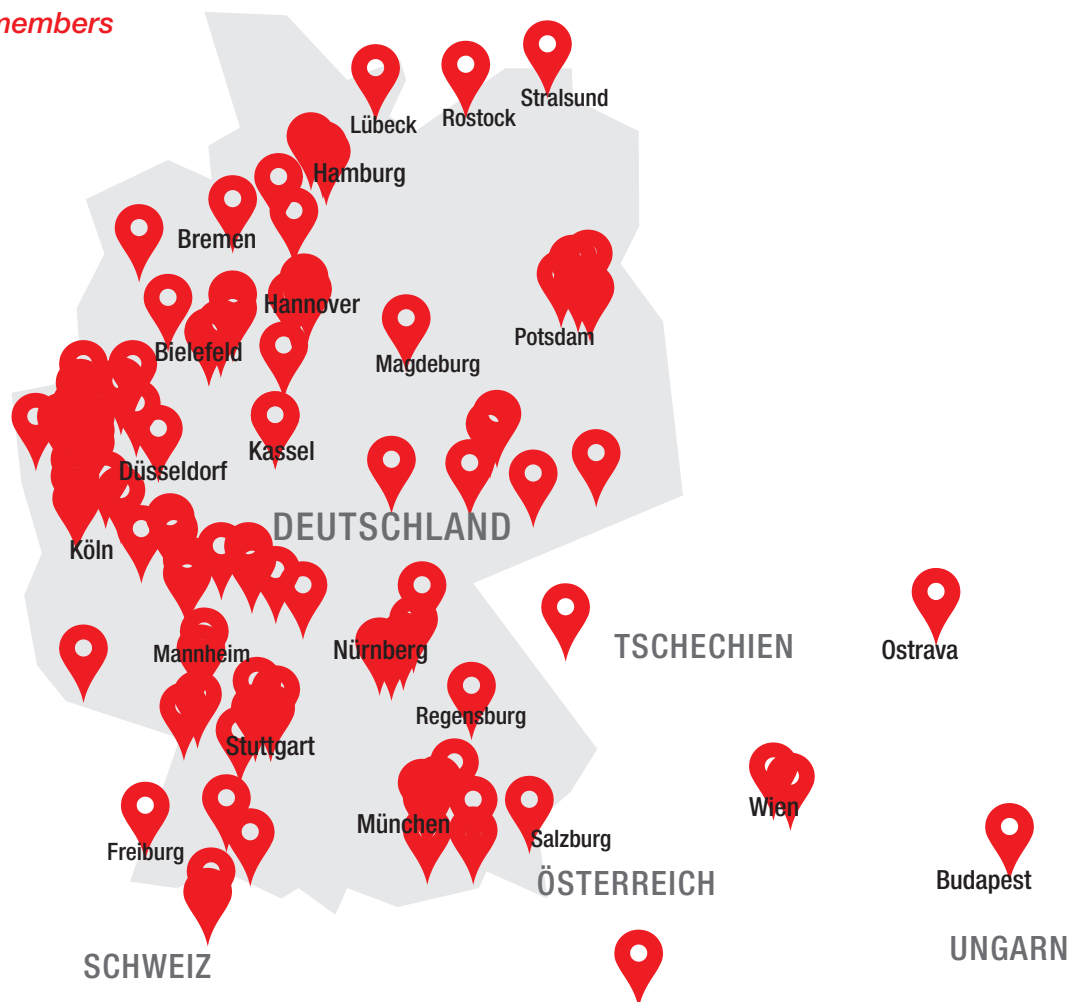 members
Stralsund
Rostock
Lübeck
Hamburg
Bremen
Hannover
Potsdam
Bielefeld
Magdeburg
Kassel
Düsseldorf
DEUTSCHLAND
Köln
Mannheim
Nürnberg
TSCHECHIEN
Ostrava
Regensburg
Stuttgart
Wien
München
Salzburg
Freiburg
ÖSTERREICH
Budapest
UNGARN
SCHWEIZ